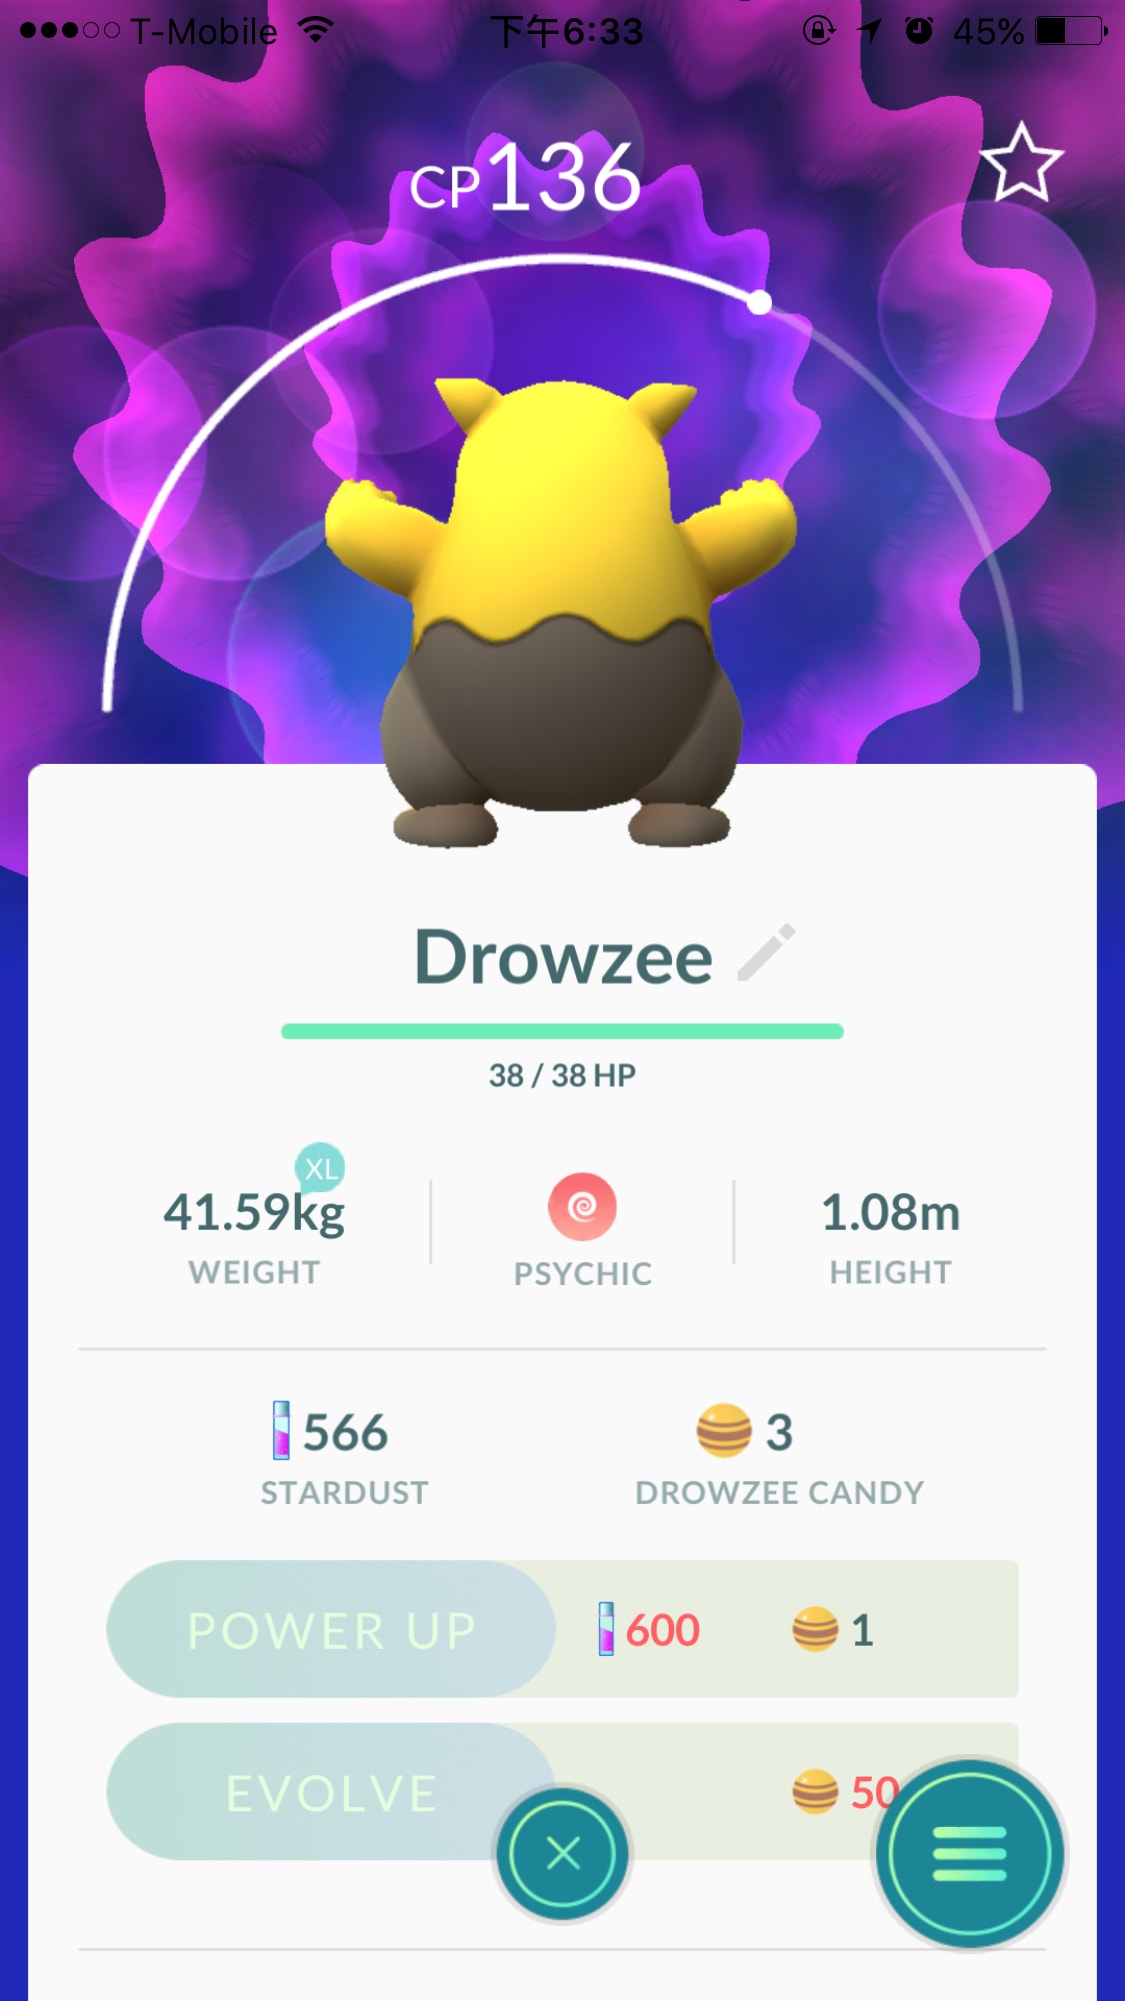 T-Mobile 下午6:33 45%
CP136
Drowzee
38 / 38 HP
XL
41.59kg 1.08m
WEIGHT PSYCHIC HEIGHT
566 3
STARDUST DROWZEE CANDY
POWER UP 600 1
EVOLVE 50